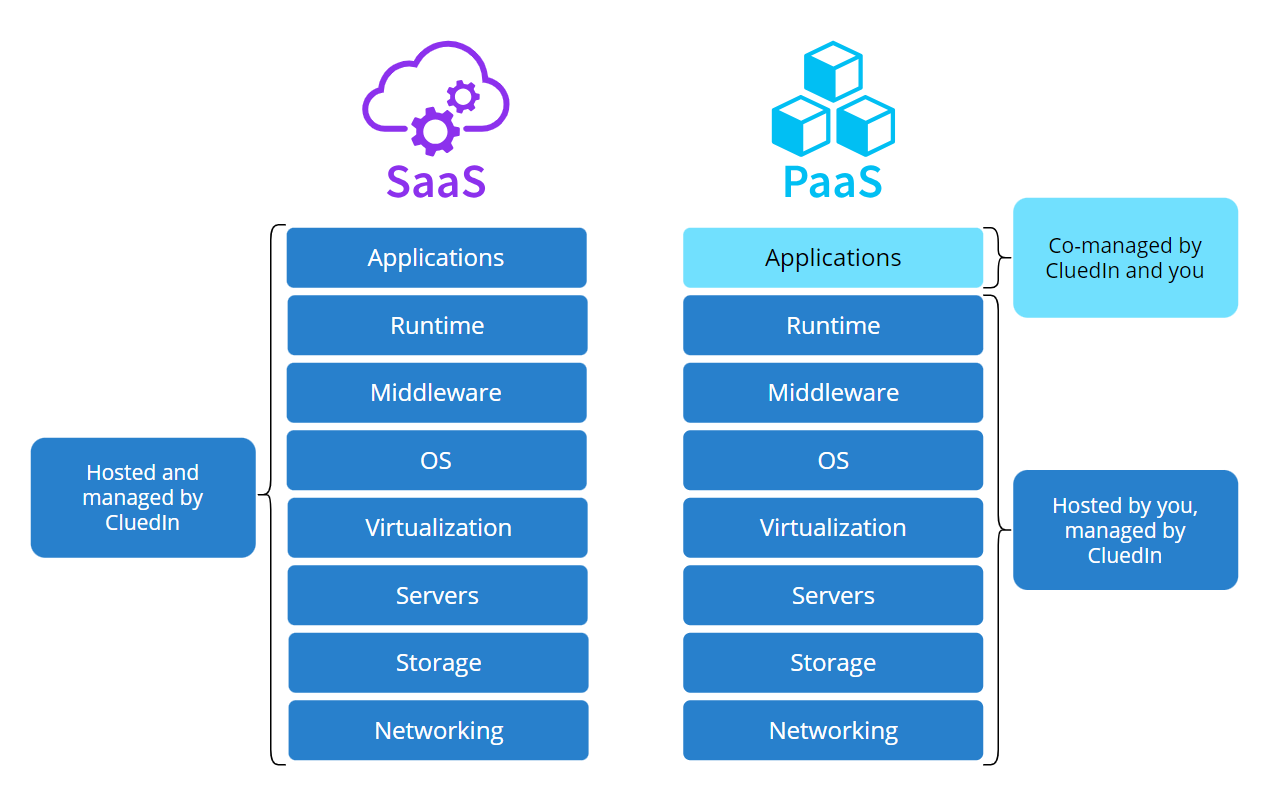 SaaS
PaaS
Applications
Runtime
Middleware
OS
Virtualization
Servers
Storage
Networking
Hosted and
managed by
CluedIn
Applications
Runtime
Middleware
OS
Virtualization
Servers
Storage
Networking
Co-managed by
CluedIn and you
Hosted by you,
managed by
CluedIn